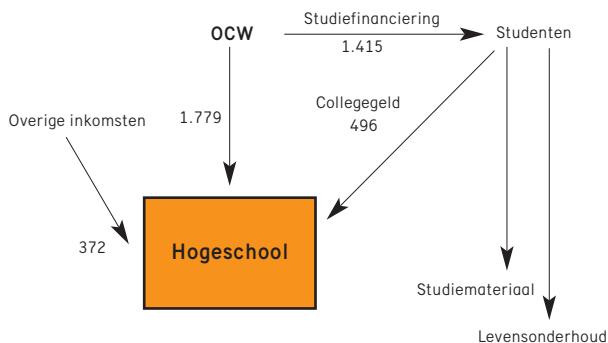 Studiefinanciering
OCW
Studenten
1.415
Collegegeld
496
1.779
Overige inkomsten
372
Hogeschool
Studiemateriaal
Levensonderhoud